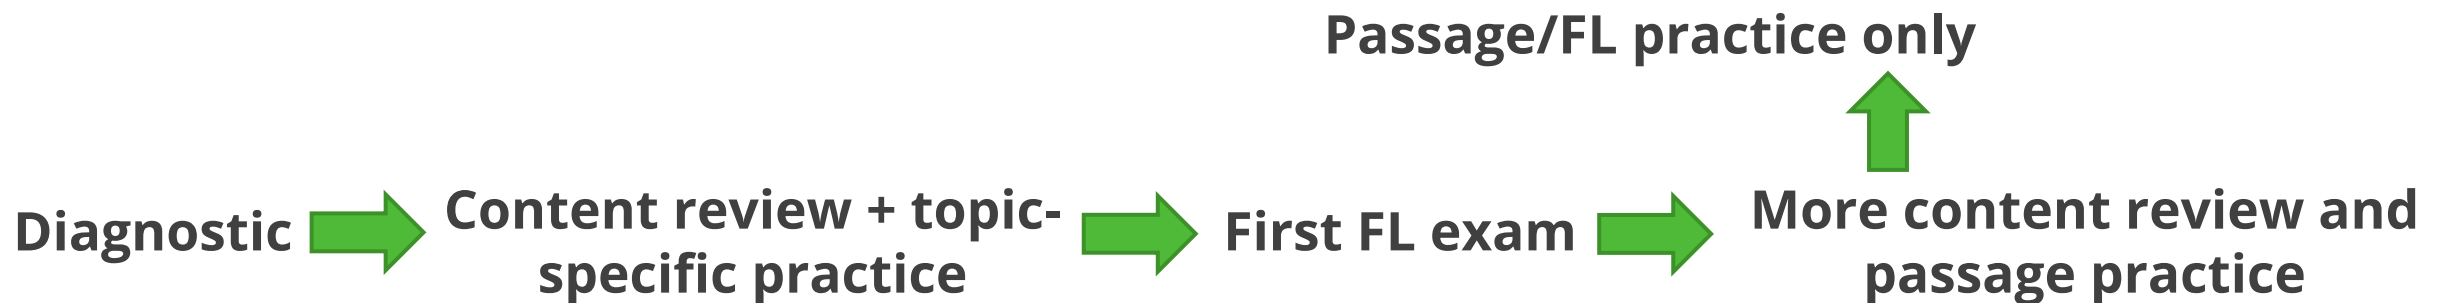 Passage/FL practice only
Diagnostic
Content review + topic-
specific practice
First FL exam
More content review and
passage practice